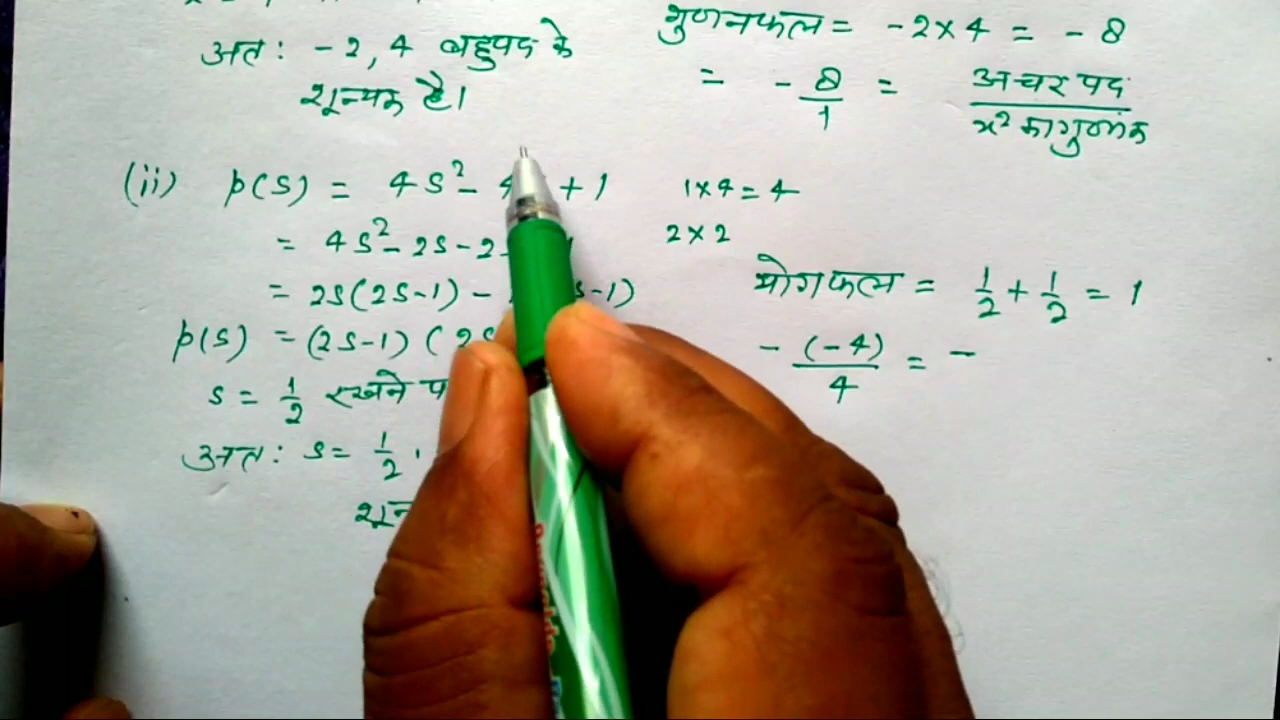 अतः -2, 4 बहुपद के
शून्यक है।
गुणनफल = -2×4 = -8
= -8/1 = अचर पद/x² का गुणांक
(ii) p(s) = 4s² - 4 + 1
1×4 = 4
= 4s² - 2s - 2
2×2
= 2s(2s-1) - s-1)
p(s) = (2s-1) (2s
s = 1/2 रखने प
अतः s = 1/2,
शून
योगफल = 1/2 + 1/2 = 1
- (-4)/4 = -